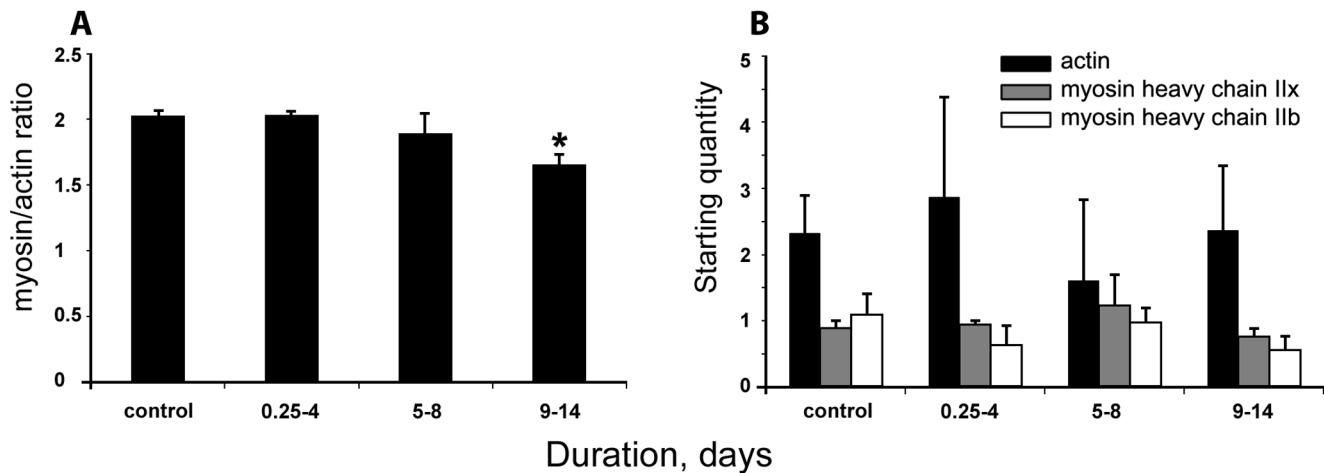 A
myosin/actin ratio
2.5
2
1.5
1
0.5
0
*
control
0.25-4
5-8
9-14
B
Starting quantity
5
4
3
2
1
0
actin
myosin heavy chain IIx
myosin heavy chain IIb
control
0.25-4
5-8
9-14
Duration, days